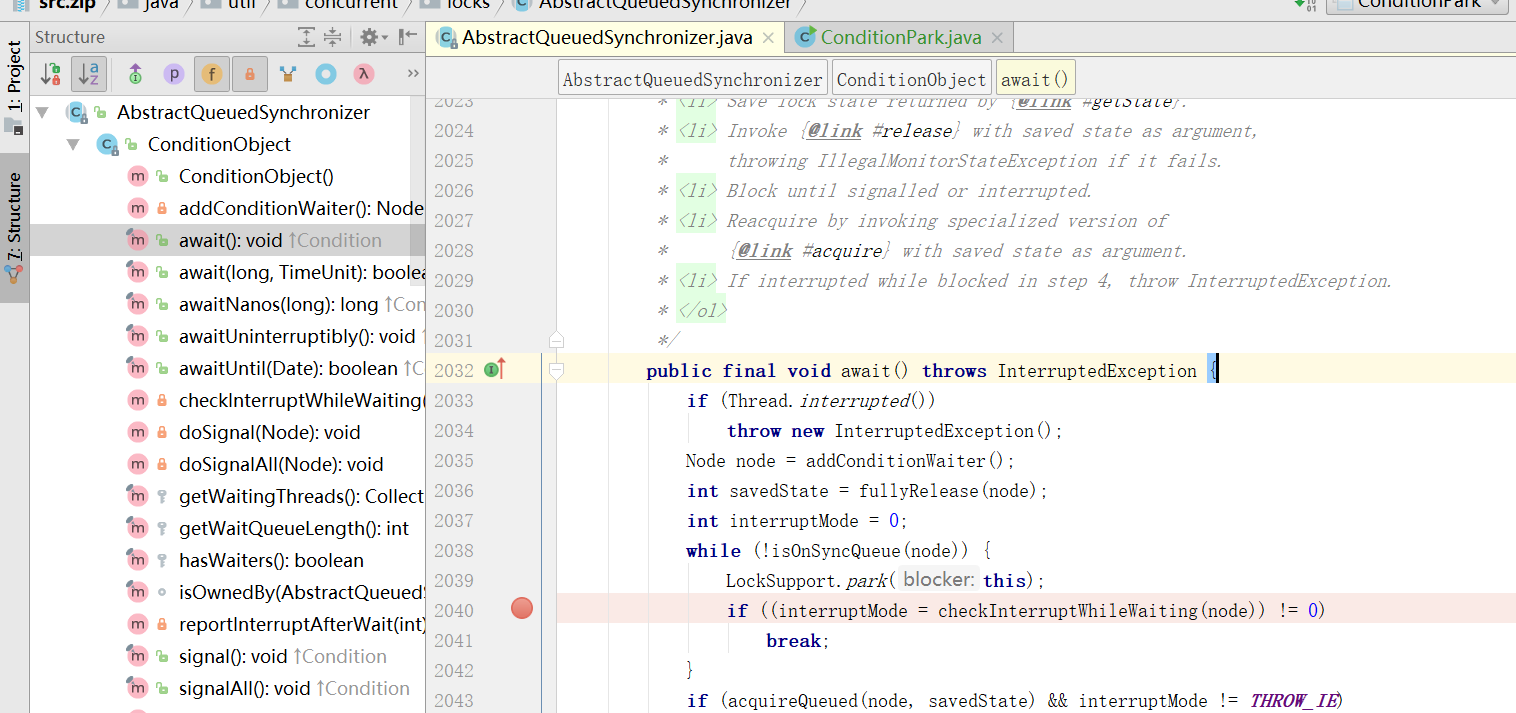 src.zip java util concurrent locks AbstractQueuedSynchronizer ConditionPark
Structure
AbstractQueuedSynchronizer.java ConditionPark.java
1: Project
7: Structure
AbstractQueuedSynchronizer ConditionObject await()
AbstractQueuedSynchronizer
ConditionObject
ConditionObject()
addConditionWaiter(): Node
await(): void ↑Condition
await(long, TimeUnit): boolea
awaitNanos(long): long ↑Con
awaitUninterruptibly(): void ↑
awaitUntil(Date): boolean ↑C
checkInterruptWhileWaiting(
doSignal(Node): void
doSignalAll(Node): void
getWaitingThreads(): Collect
getWaitQueueLength(): int
hasWaiters(): boolean
isOwnedBy(AbstractQueuedS
reportInterruptAfterWait(int)
signal(): void ↑Condition
signalAll(): void ↑Condition
2023 * <li> Save lock state returned by {@link #getState}.
2024 * <li> Invoke {@link #release} with saved state as argument,
2025 * throwing IllegalMonitorStateException if it fails.
2026 * <li> Block until signalled or interrupted.
2027 * <li> Reacquire by invoking specialized version of
2028 * {@link #acquire} with saved state as argument.
2029 * <li> If interrupted while blocked in step 4, throw InterruptedException.
2030 * </ol>
2031 */
2032 public final void await() throws InterruptedException {
2033 if (Thread.interrupted())
2034 throw new InterruptedException();
2035 Node node = addConditionWaiter();
2036 int savedState = fullyRelease(node);
2037 int interruptMode = 0;
2038 while (!isOnSyncQueue(node)) {
2039 LockSupport.park( blocker: this);
2040 if ((interruptMode = checkInterruptWhileWaiting(node)) != 0)
2041 break;
2042 }
2043 if (acquireQueued(node, savedState) && interruptMode != THROW_IE)